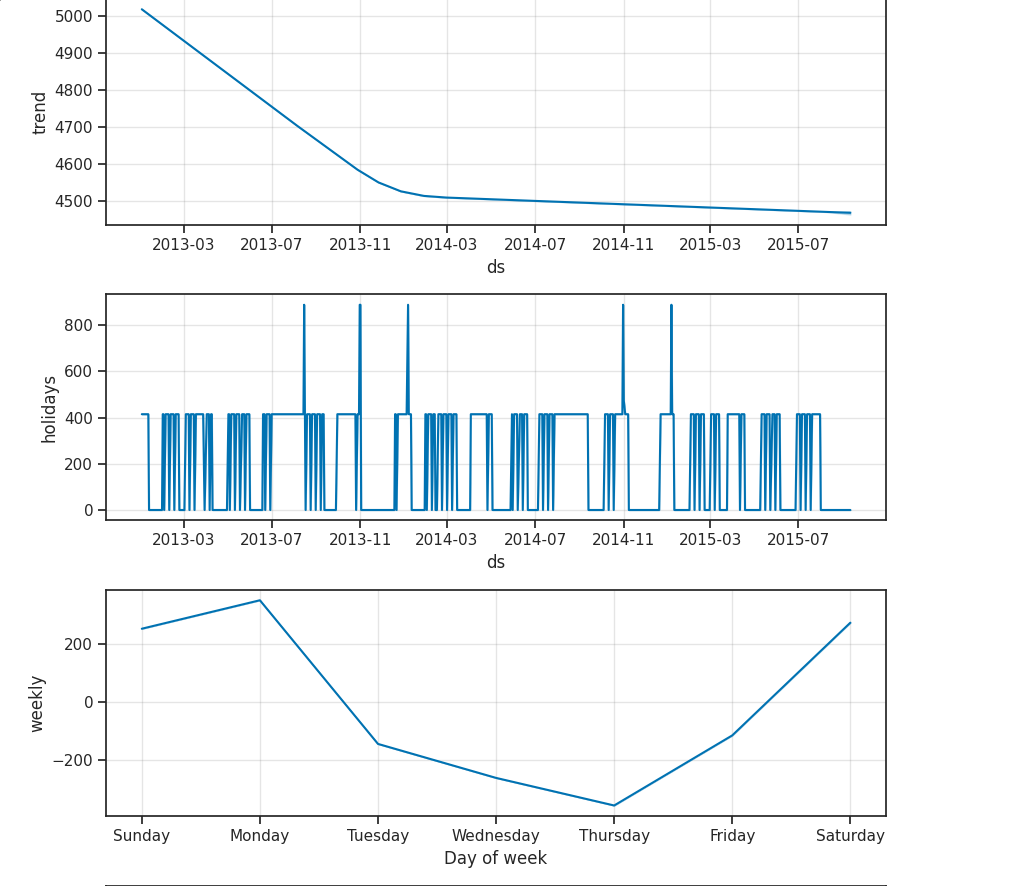 5000
4900
4800
4700
4600
4500
trend
2013-03 2013-07 2013-11 2014-03 2014-07 2014-11 2015-03 2015-07
ds
800
600
400
200
0
holidays
2013-03 2013-07 2013-11 2014-03 2014-07 2014-11 2015-03 2015-07
ds
200
0
−200
weekly
Sunday Monday Tuesday Wednesday Thursday Friday Saturday
Day of week